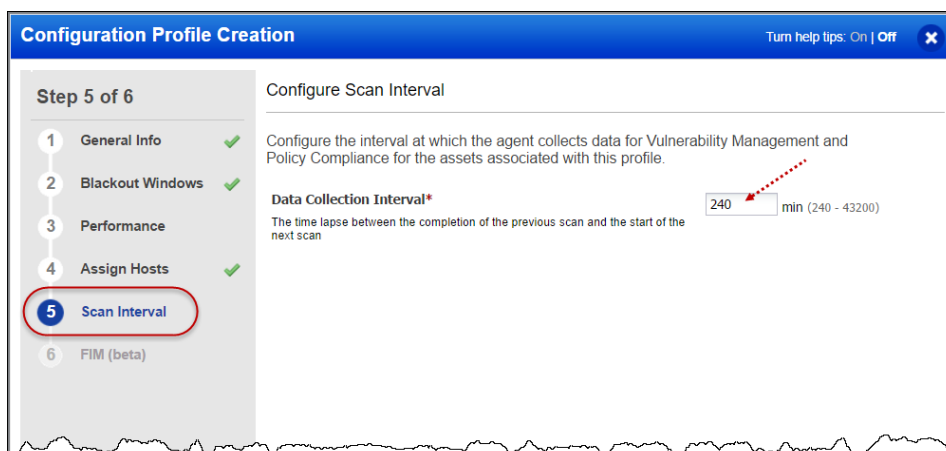 Configuration Profile Creation
Turn help tips: On | Off
Step 5 of 6
1 General Info
2 Blackout Windows
3 Performance
4 Assign Hosts
5 Scan Interval
6 FIM (beta)
Configure Scan Interval
Configure the interval at which the agent collects data for Vulnerability Management and
Policy Compliance for the assets associated with this profile.
Data Collection Interval*
240 min (240 - 43200)
The time lapse between the completion of the previous scan and the start of the
next scan